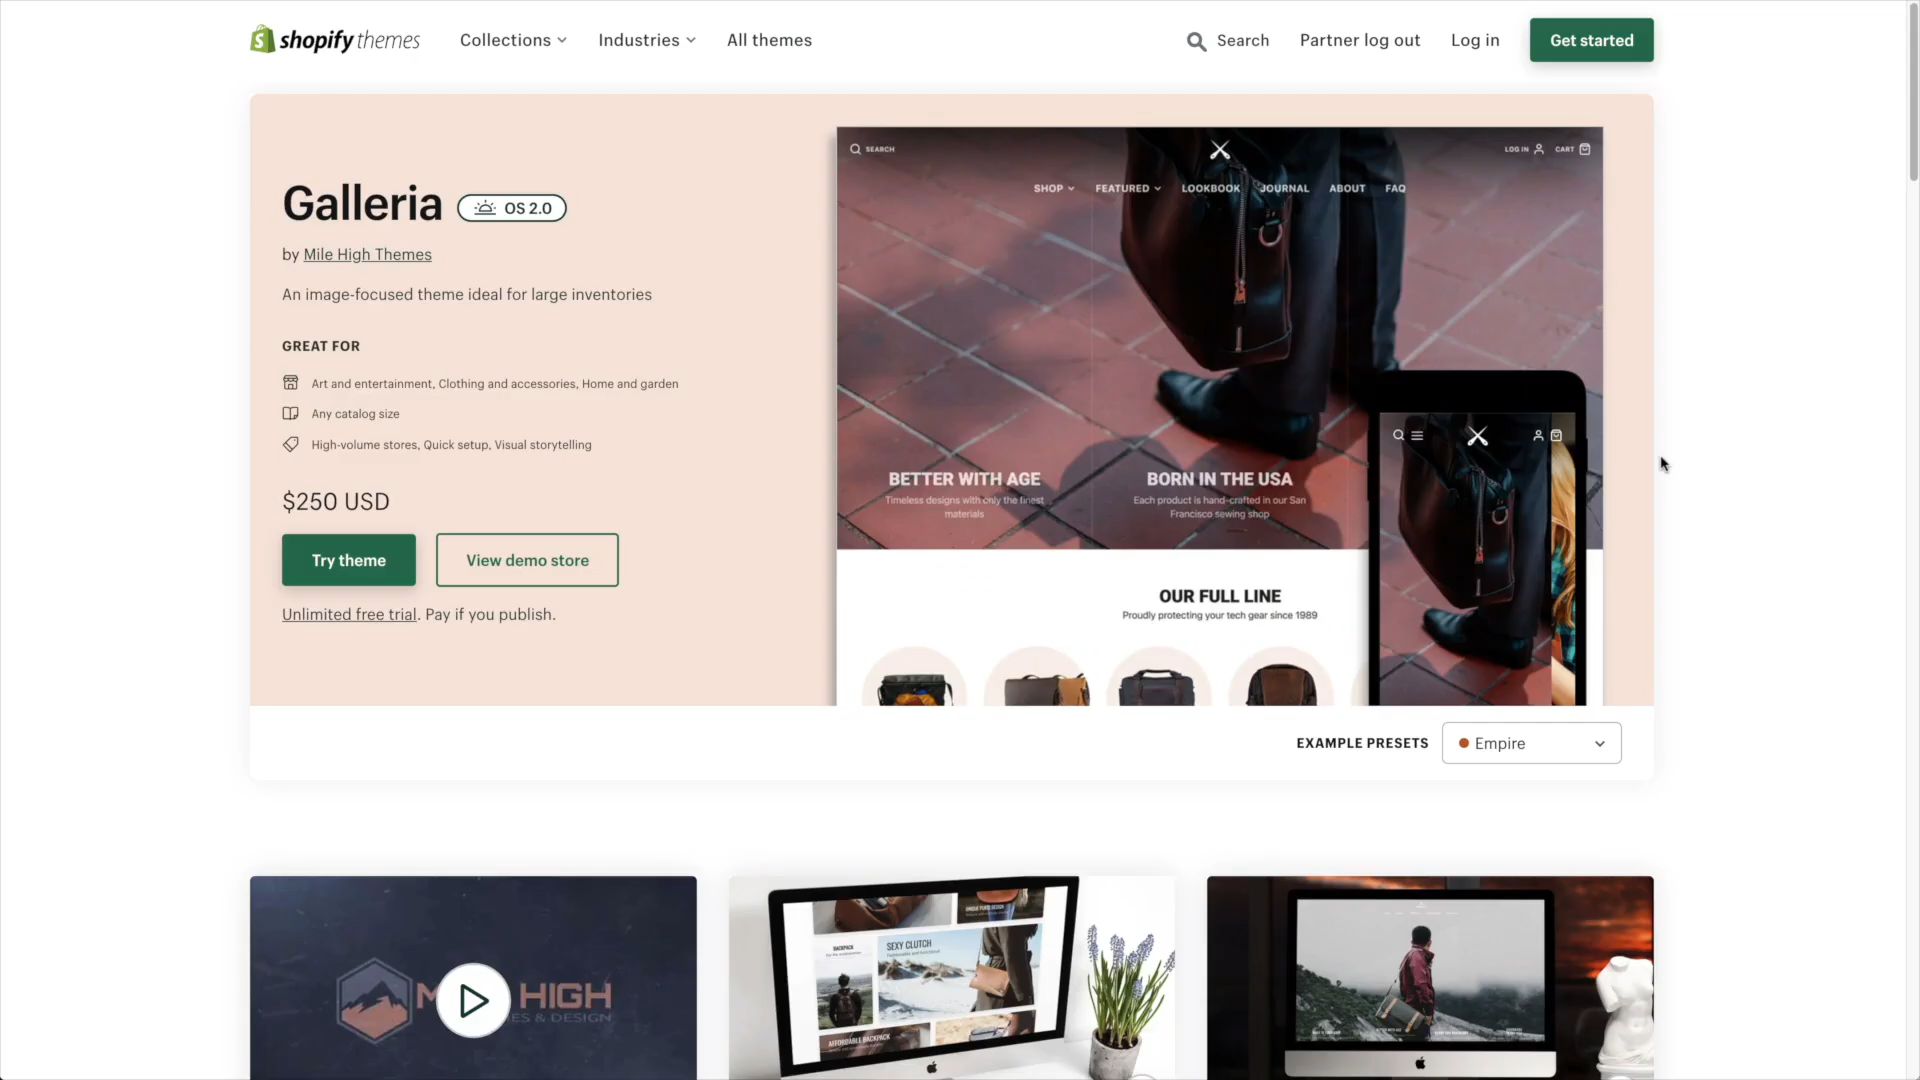 shopify themes
Collections
Industries
All themes
Search
Partner log out
Log in
Get started
Galleria
OS 2.0
by Mile High Themes
An image-focused theme ideal for large inventories
GREAT FOR
Art and entertainment, Clothing and accessories, Home and garden
Any catalog size
High-volume stores, Quick setup, Visual storytelling
$250 USD
Try theme
View demo store
Unlimited free trial. Pay if you publish.
SEARCH
LOG IN
CART
SHOP
FEATURED
LOOKBOOK
JOURNAL
ABOUT
FAQ
BETTER WITH AGE
Timeless designs with only the finest
materials
BORN IN THE USA
Each product is hand-crafted in our San
Francisco sewing shop
OUR FULL LINE
Proudly protecting your tech gear since 1989
EXAMPLE PRESETS
Empire
HIGH
& DESIGN
BACKPACK
SEXY CLUTCH
AFFORDABLE BACKPACK